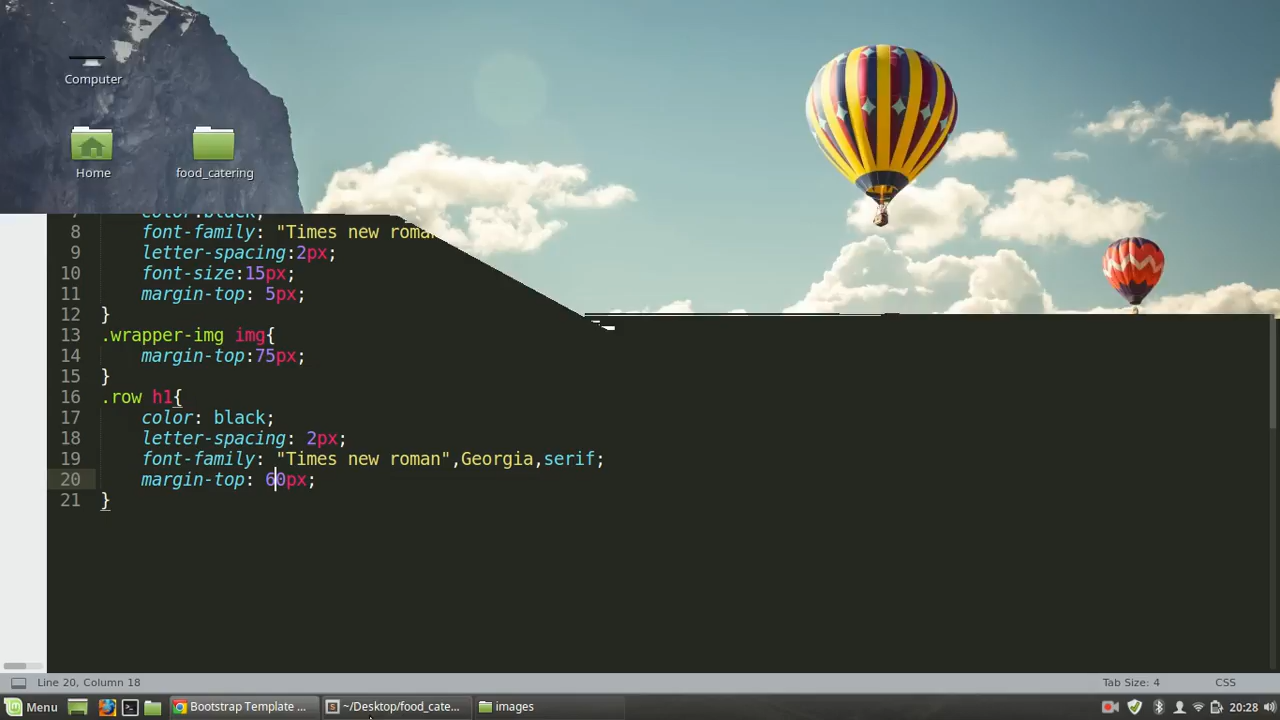 Computer
Home
food_catering
7 color:black;
8 font-family: "Times new roman
9 letter-spacing:2px;
10 font-size:15px;
11 margin-top: 5px;
12 }
13 .wrapper-img img{
14 margin-top:75px;
15 }
16 .row h1{
17 color: black;
18 letter-spacing: 2px;
19 font-family: "Times new roman",Georgia,serif;
20 margin-top: 60px;
21 }
Line 20, Column 18
Tab Size: 4
CSS
Menu
Bootstrap Template ...
~/Desktop/food_cate...
images
20:28